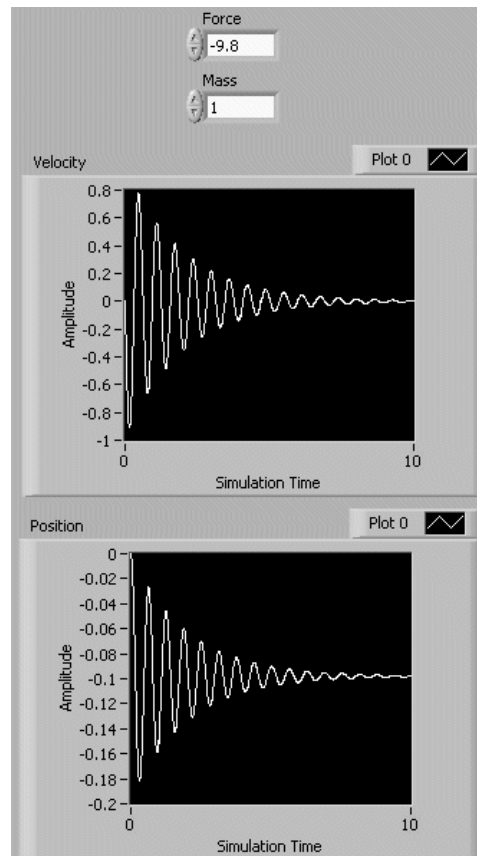 Force
-9.8
Mass
1
Velocity
Plot 0
0.8
0.6
0.4
0.2
0
-0.2
-0.4
-0.6
-0.8
-1
Amplitude
0 10
Simulation Time
Position
Plot 0
0
-0.02
-0.04
-0.06
-0.08
-0.1
-0.12
-0.14
-0.16
-0.18
-0.2
Amplitude
0 10
Simulation Time